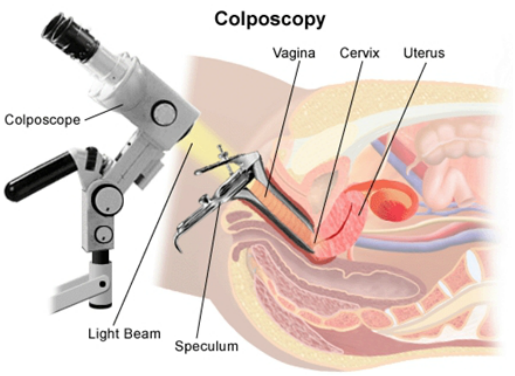 Colposcopy
Vagina
Cervix
Uterus
Colposcope
Light Beam
Speculum